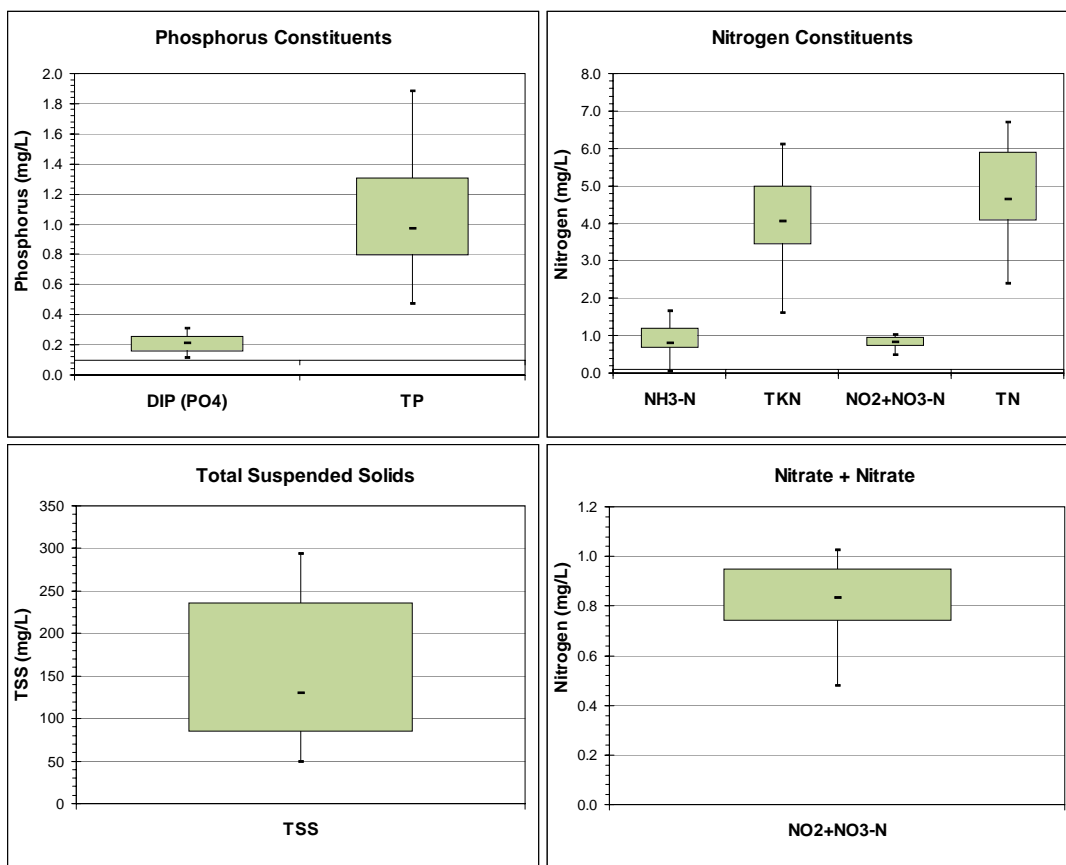 Phosphorus Constituents
Phosphorus (mg/L)
2.0
1.8
1.6
1.4
1.2
1.0
0.8
0.6
0.4
0.2
0.0
DIP (PO4) TP
Nitrogen Constituents
Nitrogen (mg/L)
8.0
7.0
6.0
5.0
4.0
3.0
2.0
1.0
0.0
NH3-N TKN NO2+NO3-N TN
Total Suspended Solids
TSS (mg/L)
350
300
250
200
150
100
50
0
TSS
Nitrate + Nitrate
Nitrogen (mg/L)
1.2
1.0
0.8
0.6
0.4
0.2
0.0
NO2+NO3-N